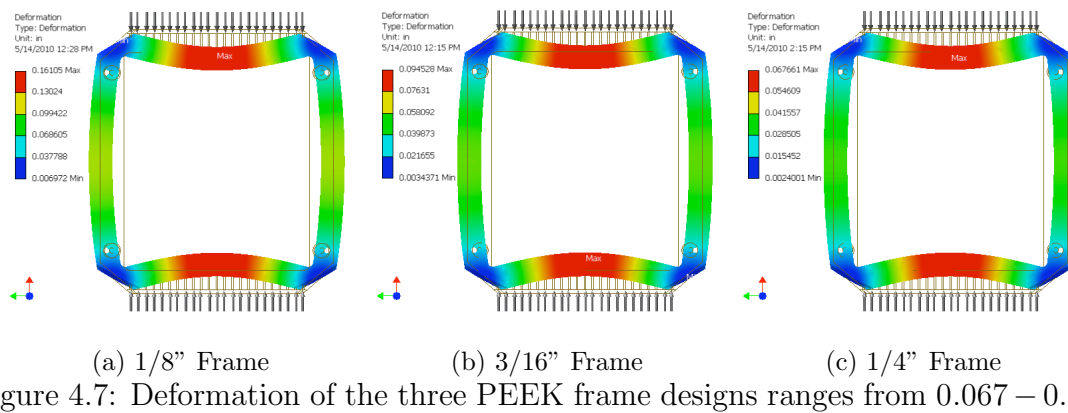 Deformation
Type: Deformation
Unit: in
5/14/2010 12:28 PM
0.16105 Max
0.13024
0.099422
0.068605
0.037788
0.006972 Min
Max
Deformation
Type: Deformation
Unit: in
5/14/2010 12:15 PM
0.094528 Max
0.07631
0.058092
0.039873
0.021655
0.0034371 Min
Max
Max
Deformation
Type: Deformation
Unit: in
5/14/2010 2:15 PM
0.067661 Max
0.054609
0.041557
0.028505
0.015452
0.0024001 Min
Max
(a) 1/8” Frame
(b) 3/16” Frame
(c) 1/4” Frame
gure 4.7: Deformation of the three PEEK frame designs ranges from 0.067 – 0.